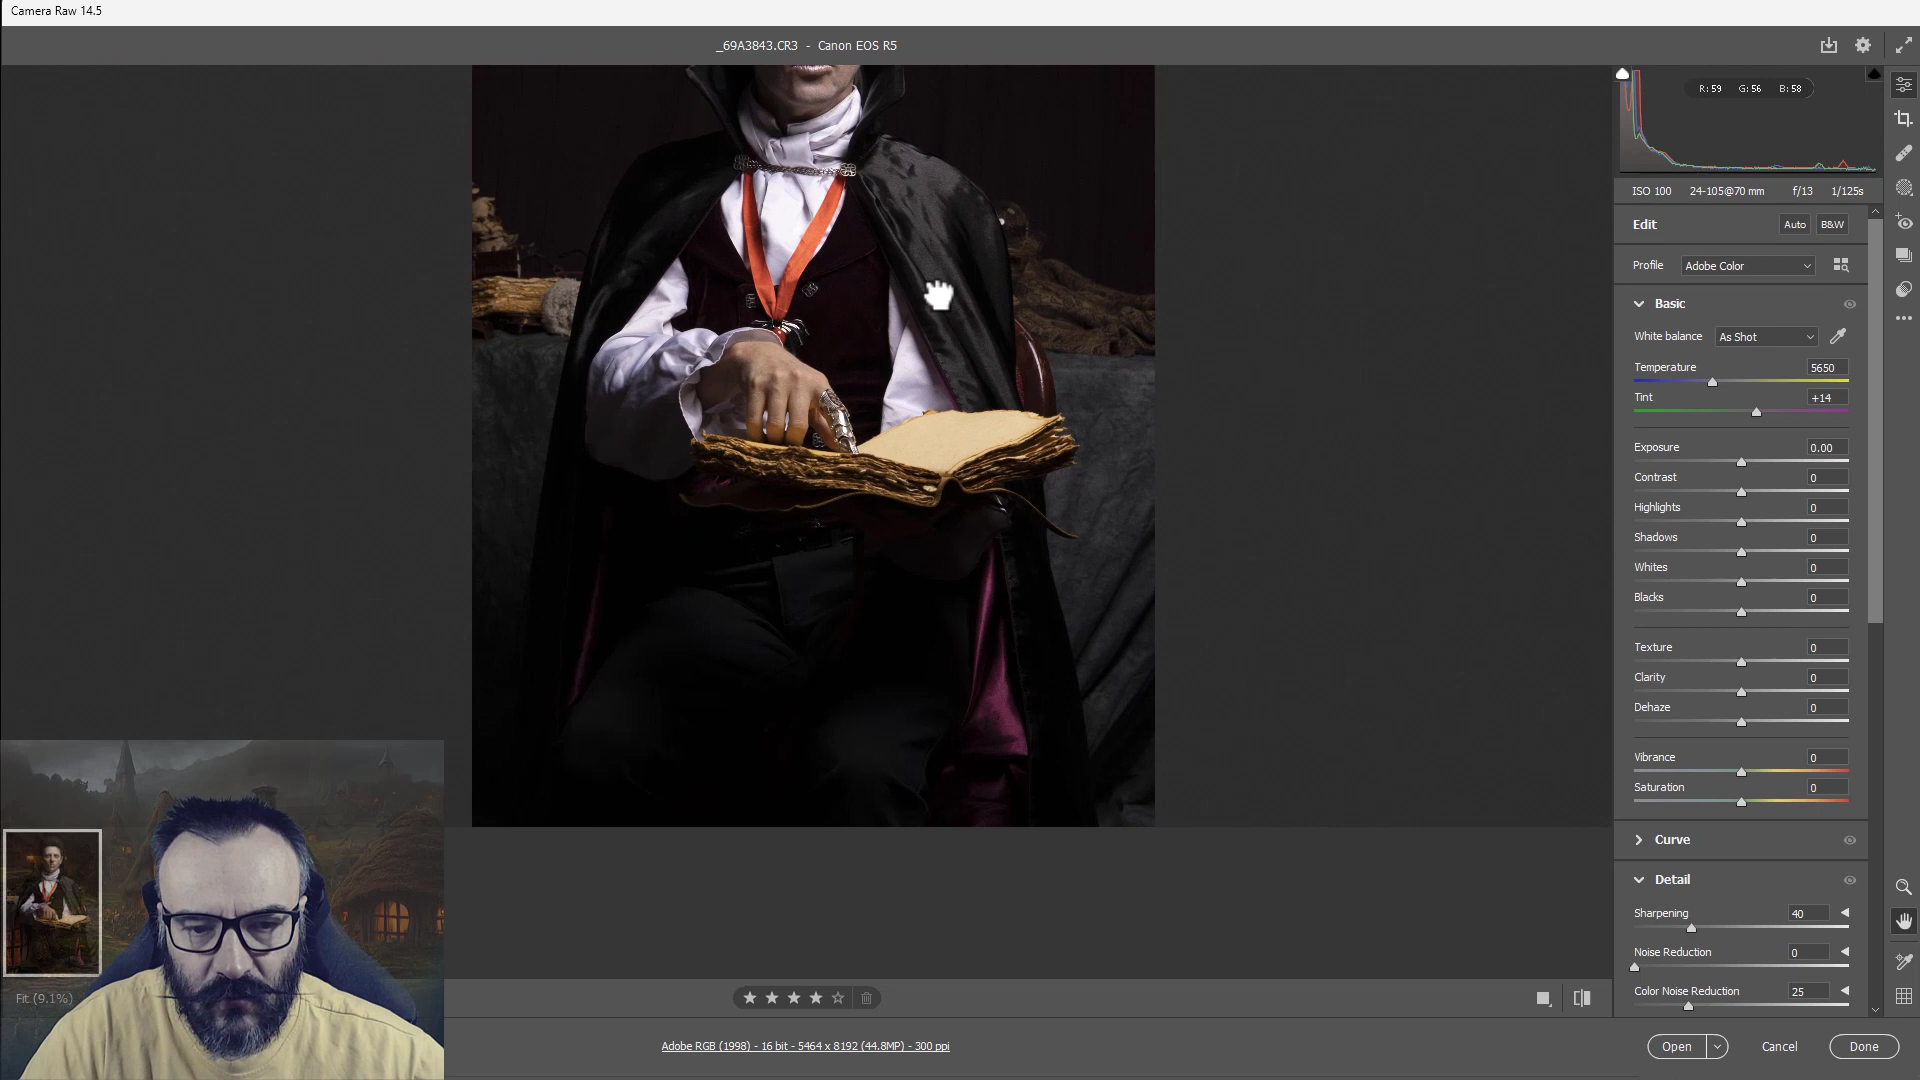 Camera Raw 14.5
_69A3843.CR3 - Canon EOS R5
R: 59 G: 56 B: 58
ISO 100 24-105@70 mm f/13 1/125s
Edit Auto B&W
Profile Adobe Color
Basic
White balance As Shot
Temperature 5650
Tint +14
Exposure 0.00
Contrast 0
Highlights 0
Shadows 0
Whites 0
Blacks 0
Texture 0
Clarity 0
Dehaze 0
Vibrance 0
Saturation 0
Curve
Detail
Sharpening 40
Noise Reduction 0
Color Noise Reduction 25
Fit (9.1%)
Adobe RGB (1998) - 16 bit - 5464 x 8192 (44.8MP) - 300 ppi
Open Cancel Done